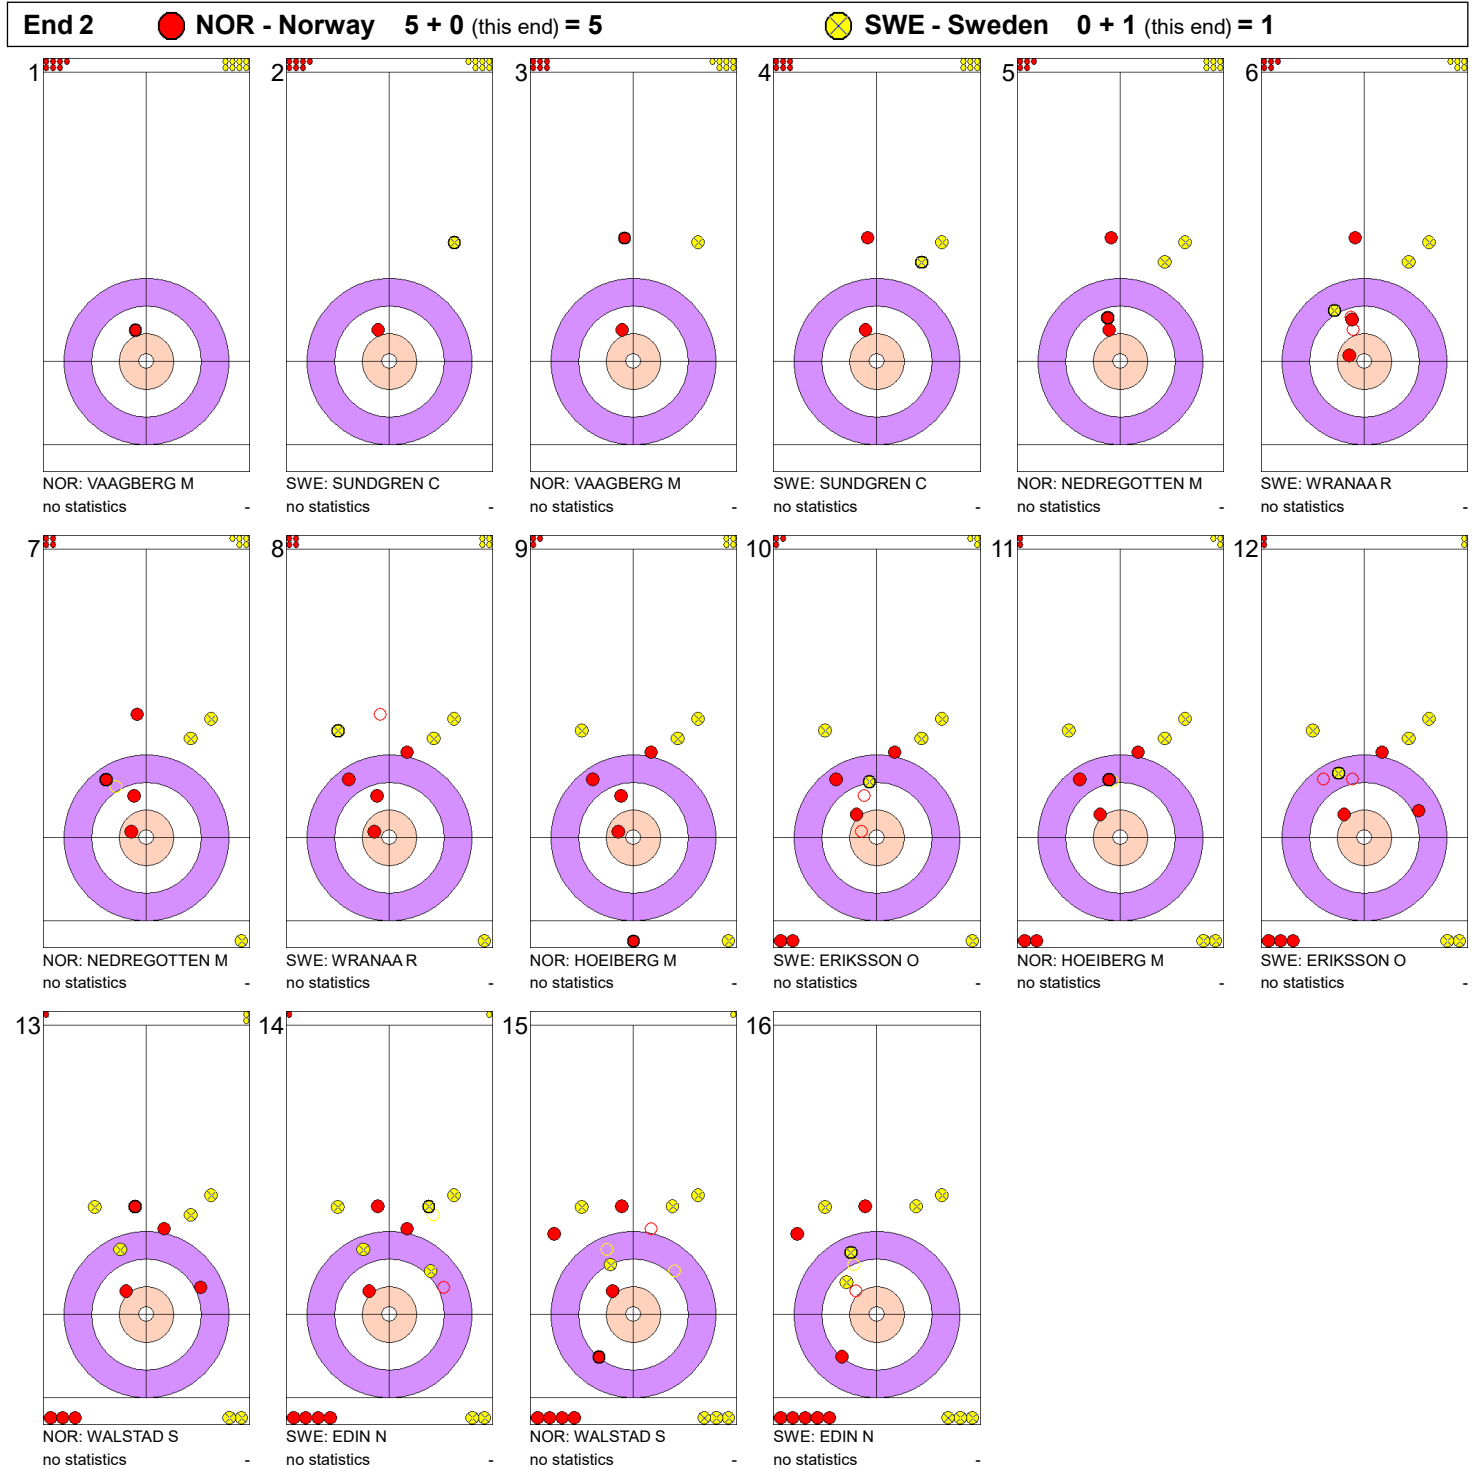 End 2 NOR - Norway 5 + 0 (this end) = 5 SWE - Sweden 0 + 1 (this end) = 1
1 2 3 4 5 6
NOR: VAAGBERG M SWE: SUNDGREN C NOR: VAAGBERG M SWE: SUNDGREN C NOR: NEDREGOTTEN M SWE: WRANAA R
no statistics - no statistics - no statistics - no statistics - no statistics - no statistics -
7 8 9 10 11 12
NOR: NEDREGOTTEN M SWE: WRANAA R NOR: HOEIBERG M SWE: ERIKSSON O NOR: HOEIBERG M SWE: ERIKSSON O
no statistics - no statistics - no statistics - no statistics - no statistics - no statistics -
13 14 15 16
NOR: WALSTAD S SWE: EDIN N NOR: WALSTAD S SWE: EDIN N
no statistics - no statistics - no statistics - no statistics -